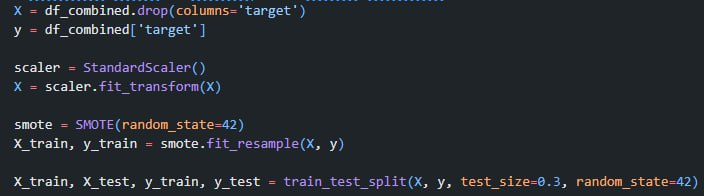 X = df_combined.drop(columns='target')
y = df_combined['target']
scaler = StandardScaler()
X = scaler.fit_transform(X)
smote = SMOTE(random_state=42)
X_train, y_train = smote.fit_resample(X, y)
X_train, X_test, y_train, y_test = train_test_split(X, y, test_size=0.3, random_state=42)